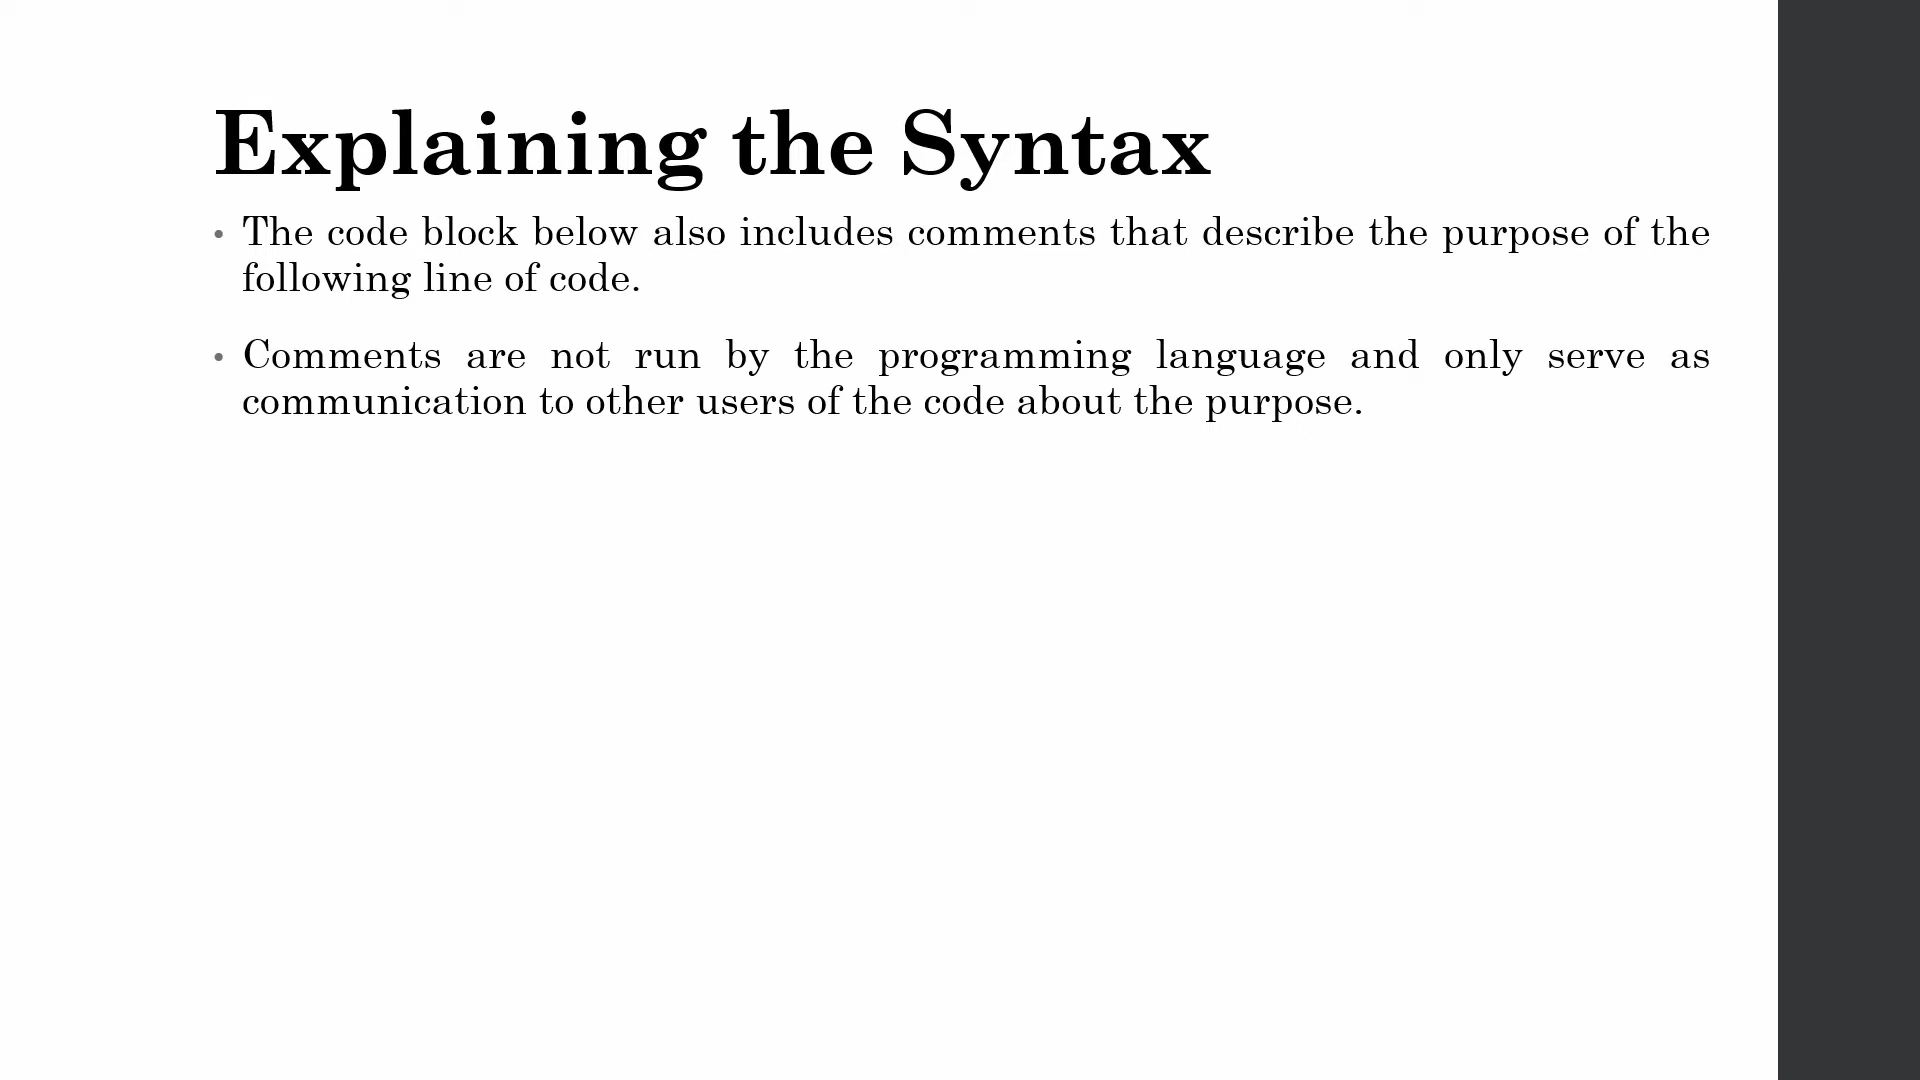 Explaining the Syntax
• The code block below also includes comments that describe the purpose of the
following line of code.
• Comments are not run by the programming language and only serve as
communication to other users of the code about the purpose.